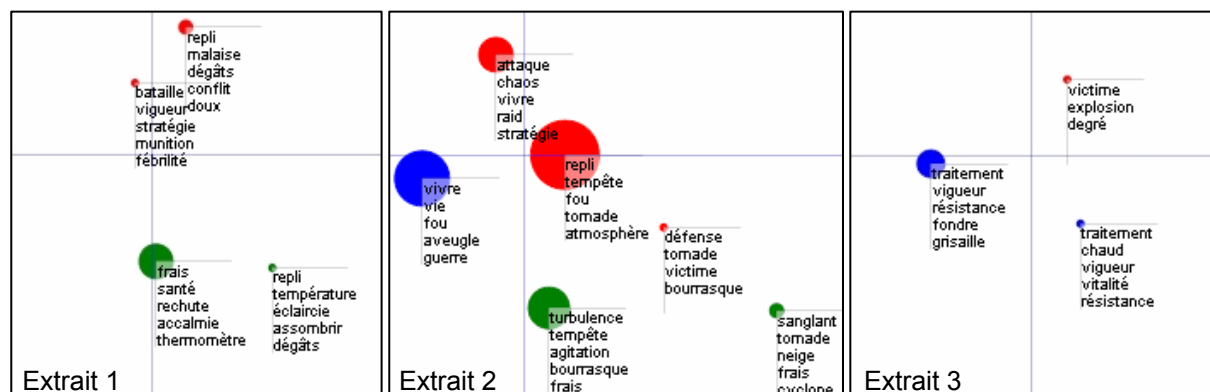 repli
malaise
dégâts
conflit
doux
bataille
vigueur
stratégie
munition
fébrilité
frais
santé
rechute
accalmie
thermomètre
repli
température
éclaircie
assombrir
dégâts
Extrait 1
attaque
chaos
vivre
raid
stratégie
repli
tempête
fou
tornade
atmosphère
vivre
vie
fou
aveugle
guerre
défense
tornade
victime
bourrasque
turbulence
tempête
agitation
bourrasque
frais
sanglant
tornade
neige
frais
cyclone
Extrait 2
victime
explosion
degré
traitement
vigueur
résistance
fondre
grisaille
traitement
chaud
vigueur
vitalité
résistance
Extrait 3